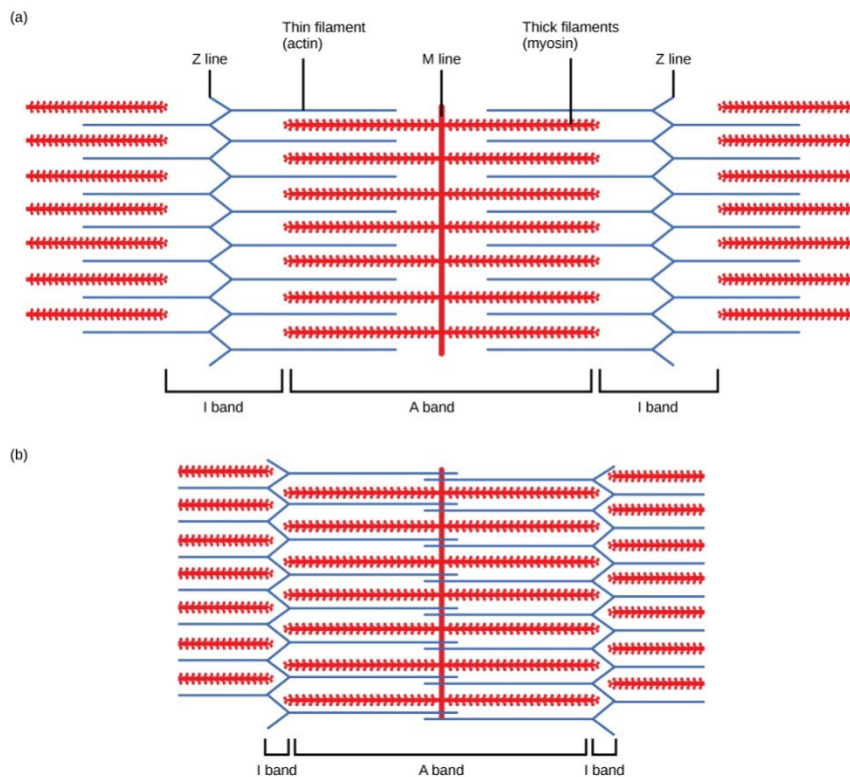 (a)
Thin filament
(actin)
Thick filaments
(myosin)
Z line
M line
Z line
I band
A band
I band
(b)
I band
A band
I band